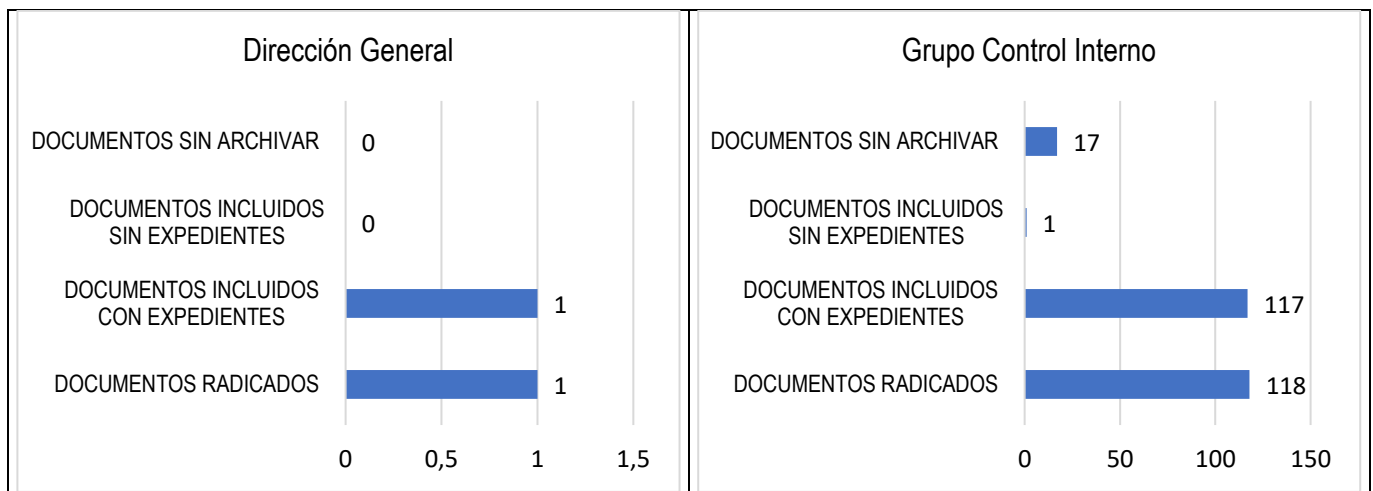 Dirección General
DOCUMENTOS SIN ARCHIVAR
0
DOCUMENTOS INCLUIDOS
SIN EXPEDIENTES
0
DOCUMENTOS INCLUIDOS
CON EXPEDIENTES
1
DOCUMENTOS RADICADOS
1
0 0,5 1 1,5
Grupo Control Interno
DOCUMENTOS SIN ARCHIVAR
17
DOCUMENTOS INCLUIDOS
SIN EXPEDIENTES
1
DOCUMENTOS INCLUIDOS
CON EXPEDIENTES
117
DOCUMENTOS RADICADOS
118
0 50 100 150